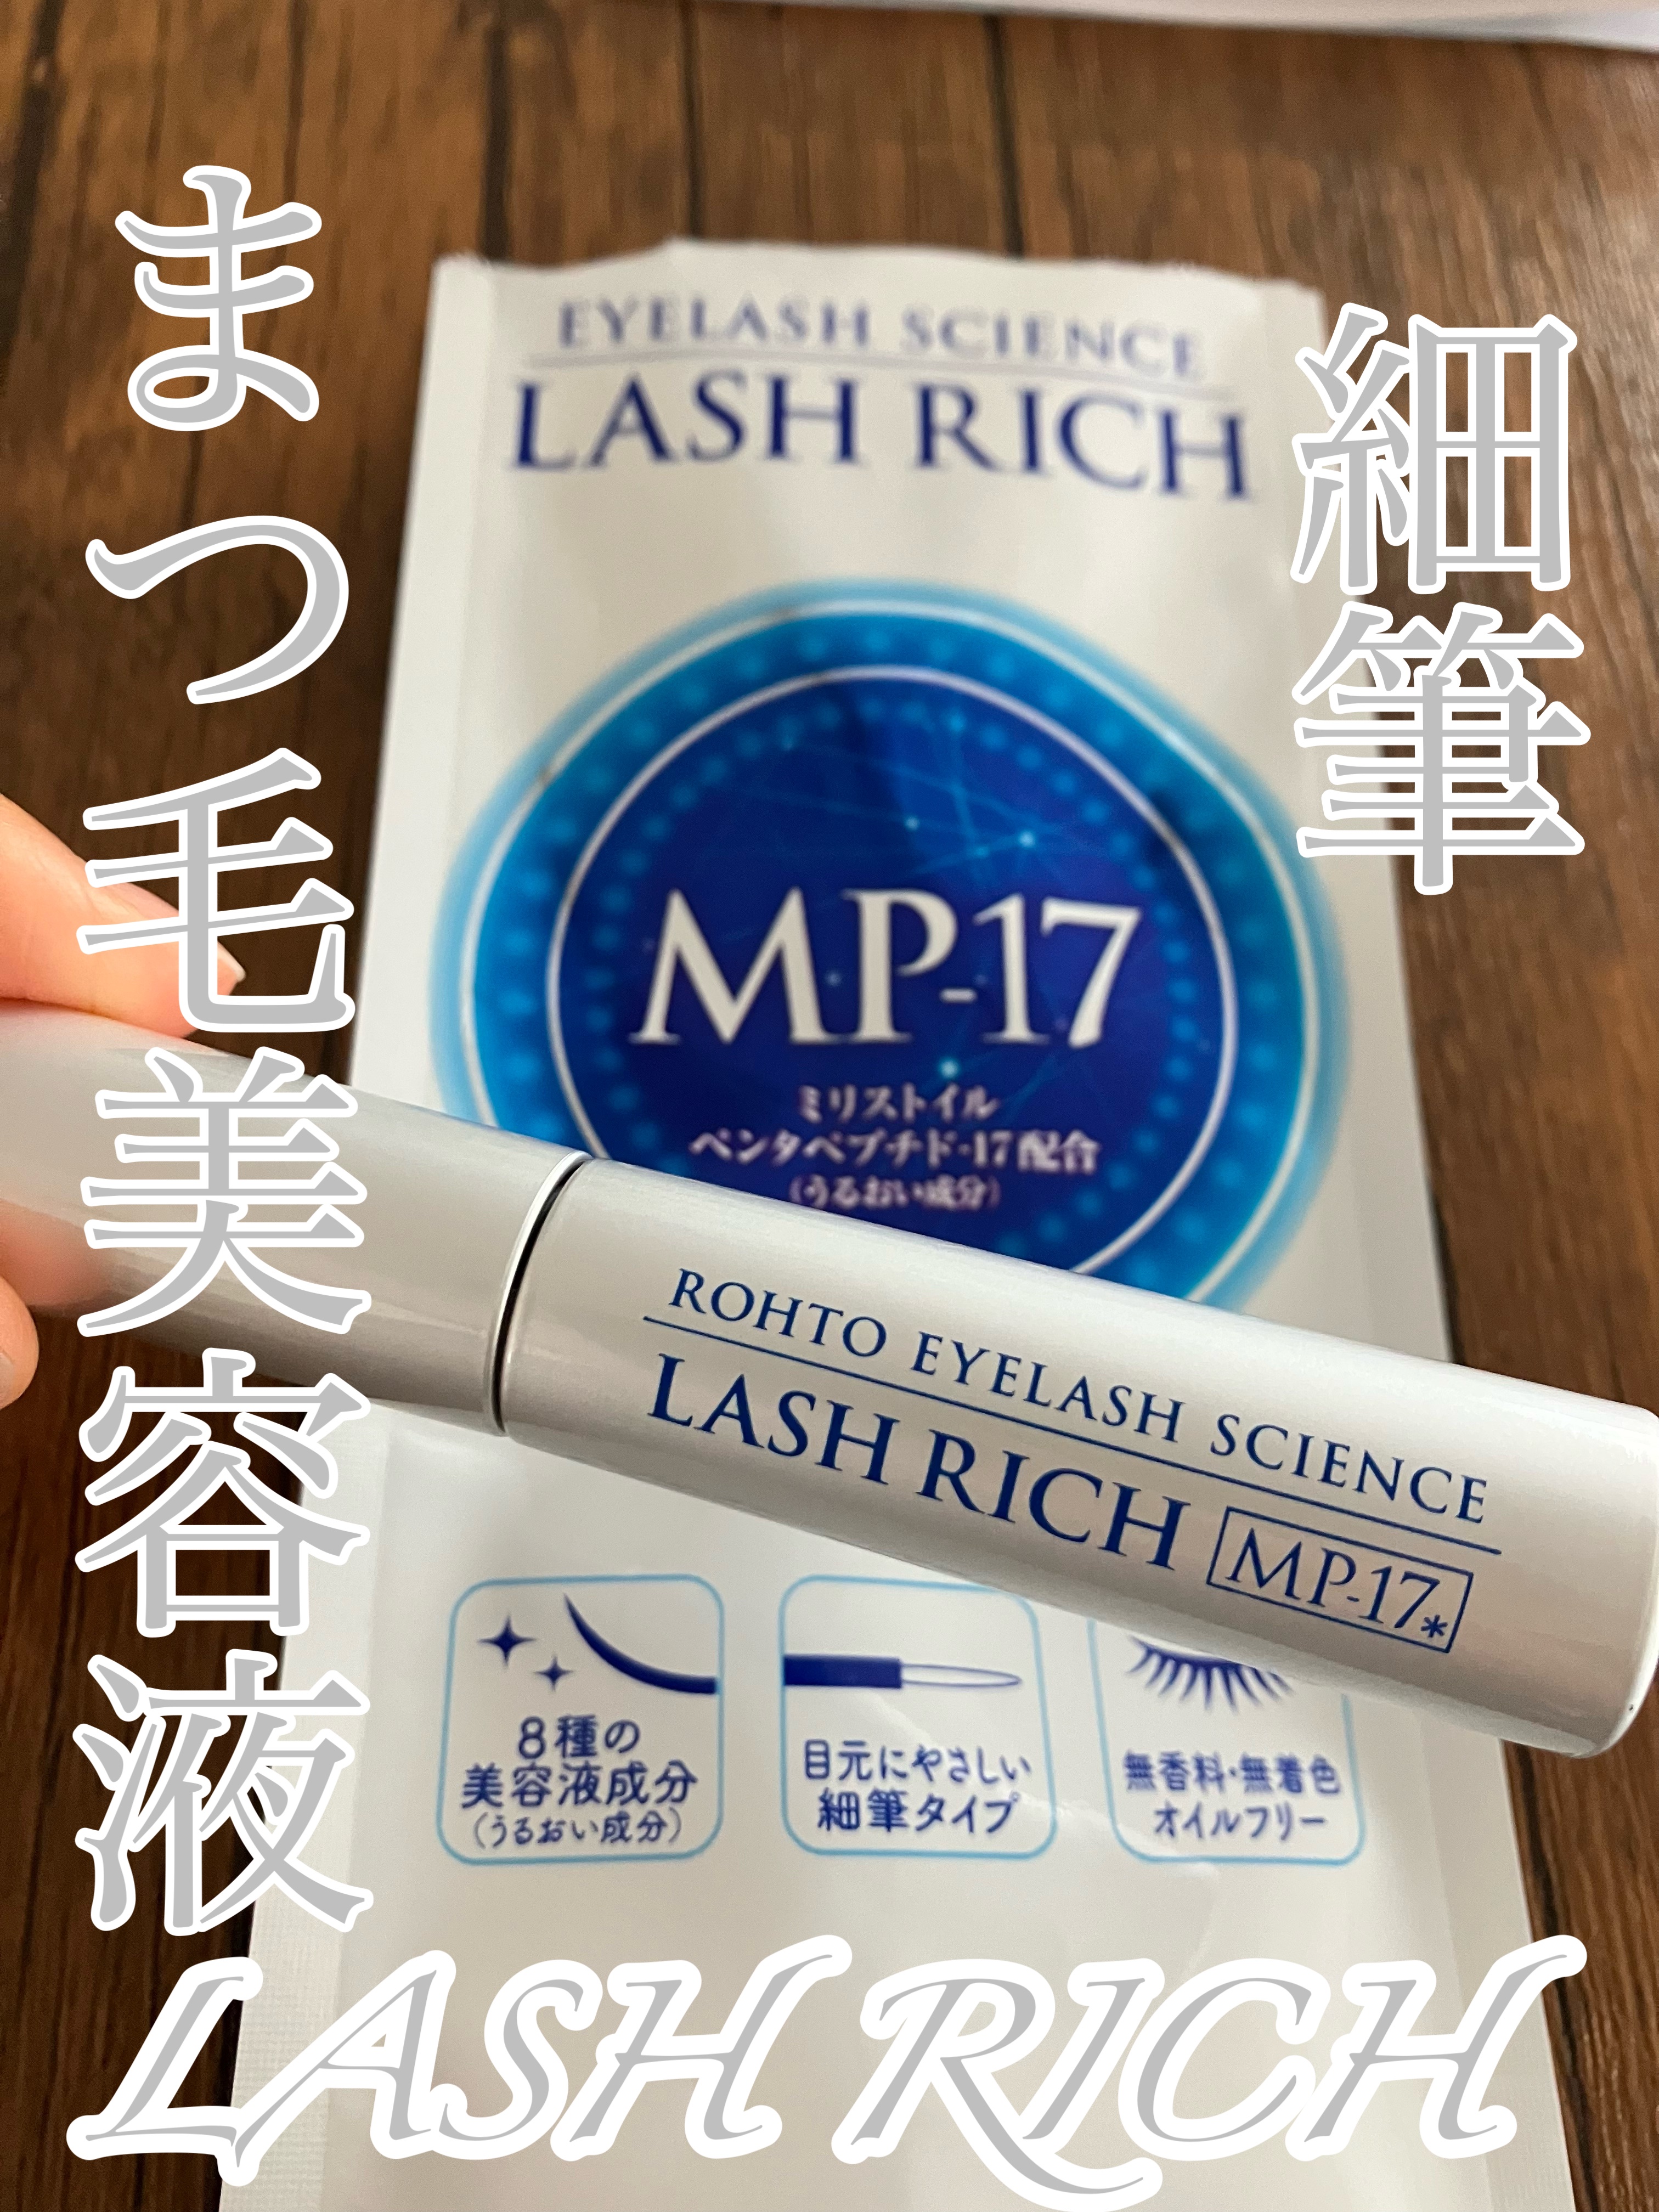 細筆
まつ毛美容液
EYELASH SCIENCE
LASH RICH
MP-17
ミリストイル
ペンタペプチド-17配合
(うるおい成分)
ROHTO EYELASH SCIENCE
LASH RICH MP-17*
8種の
美容液成分
(うるおい成分)
目元にやさしい
細筆タイプ
無香料・無着色
オイルフリー
LASH RICH